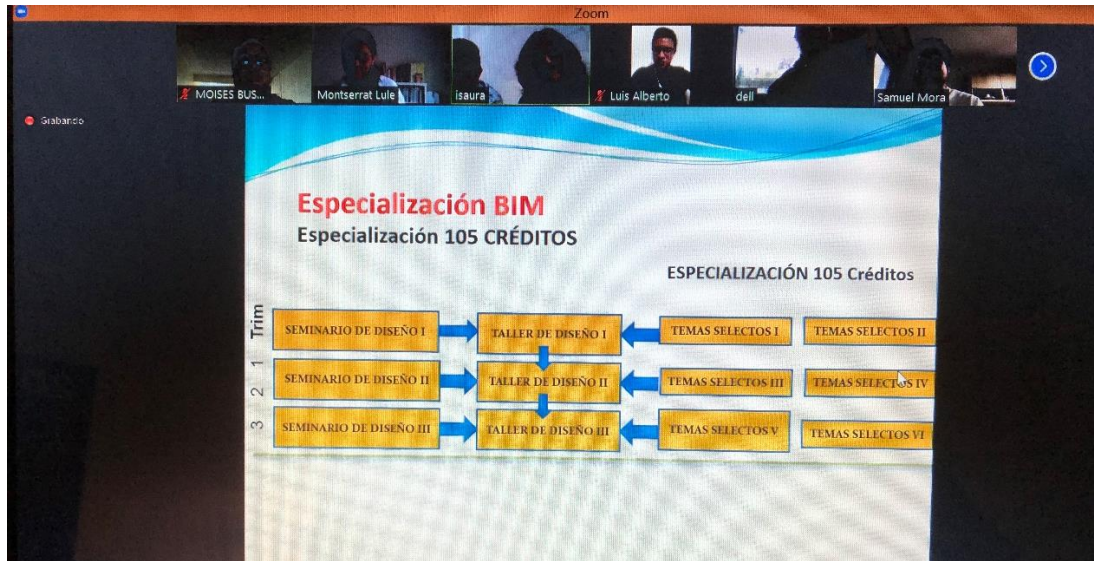 Zoom
MOISES BUS...
Montserrat Lule
isaura
Luis Alberto
dell
Samuel Mora
Grabando
Especialización BIM
Especialización 105 CRÉDITOS
ESPECIALIZACIÓN 105 Créditos
Trim
1
SEMINARIO DE DISEÑO I
TALLER DE DISEÑO I
TEMAS SELECTOS I
TEMAS SELECTOS II
2
SEMINARIO DE DISEÑO II
TALLER DE DISEÑO II
TEMAS SELECTOS III
TEMAS SELECTOS IV
3
SEMINARIO DE DISEÑO III
TALLER DE DISEÑO III
TEMAS SELECTOS V
TEMAS SELECTOS VI